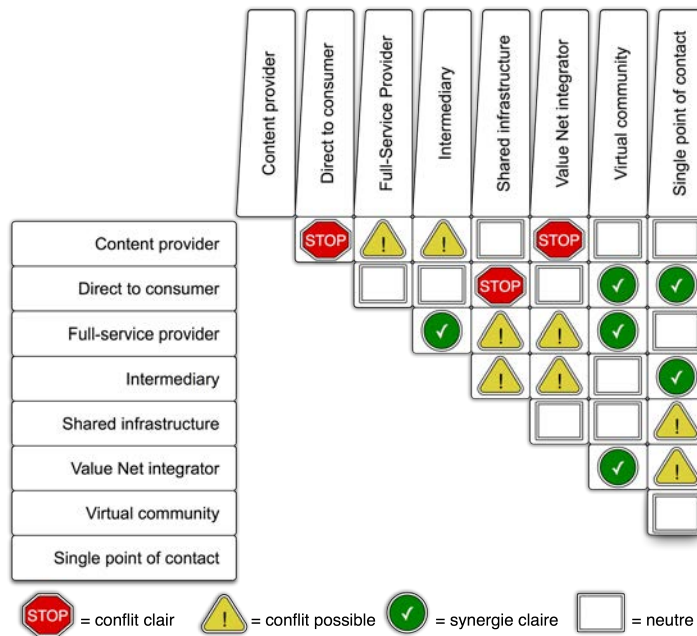 Content provider
Direct to consumer
Full-Service Provider
Intermediary
Shared infrastructure
Value Net integrator
Virtual community
Single point of contact
Content provider
STOP
!
!
STOP
Direct to consumer
STOP
Full-service provider
!
!
Intermediary
!
!
Shared infrastructure
!
Value Net integrator
!
Virtual community
Single point of contact
STOP = conflit clair ! = conflit possible = synergie claire = neutre